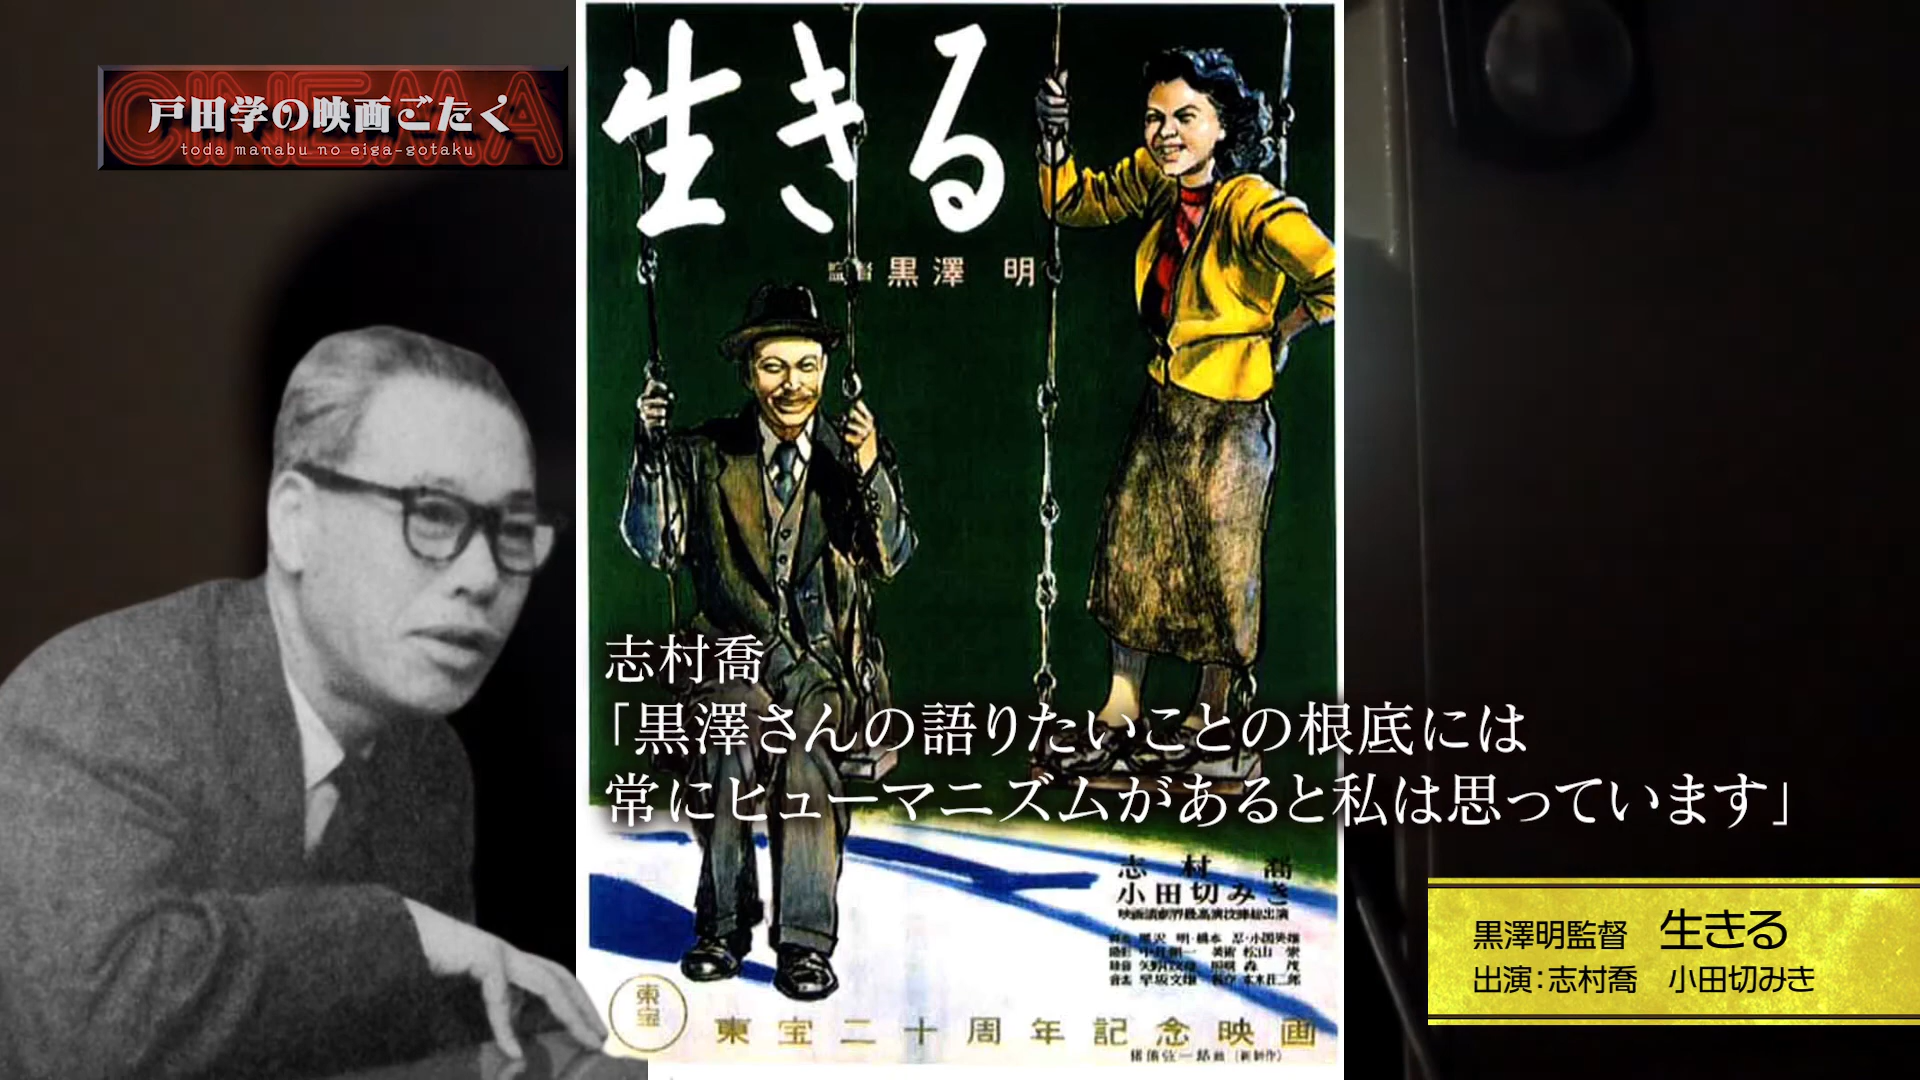 戸田学の映画ごたく
toda manabu no eiga-gotaku
生きる
監督 黒澤 明
志村喬
「黒澤さんの語りたいことの根底には
常にヒューマニズムがあると私は思っています」
志村喬
小田切みき
黒澤明監督 生きる
出演:志村喬 小田切みき
東宝
東宝二十周年記念映画